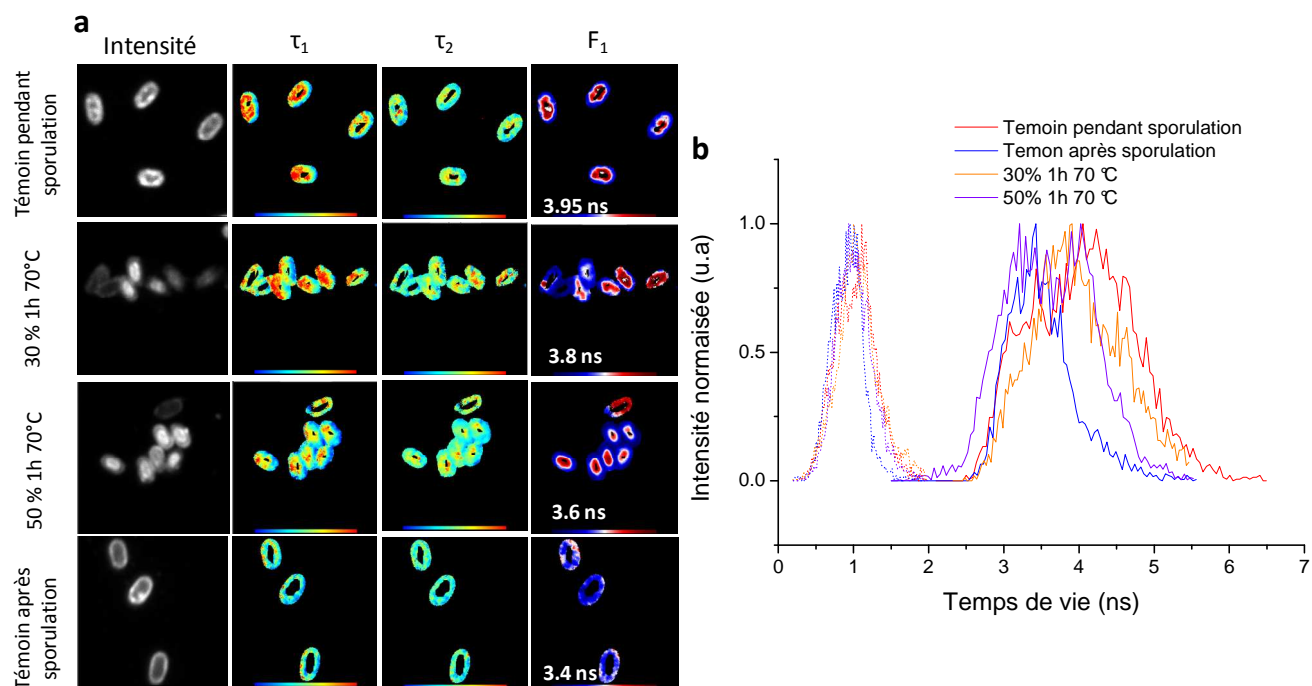 a
Intensité τ₁ τ₂ F₁
Témoin pendant
sporulation
3.95 ns
30 % 1h 70°C
3.8 ns
50 % 1h 70°C
3.6 ns
Témoin après
sporulation
3.4 ns
b
Temoin pendant sporulation
Temon après sporulation
30% 1h 70 °C
50% 1h 70 °C
Intensité normaisée (u.a)
1.0
0.5
0.0
0 1 2 3 4 5 6 7
Temps de vie (ns)